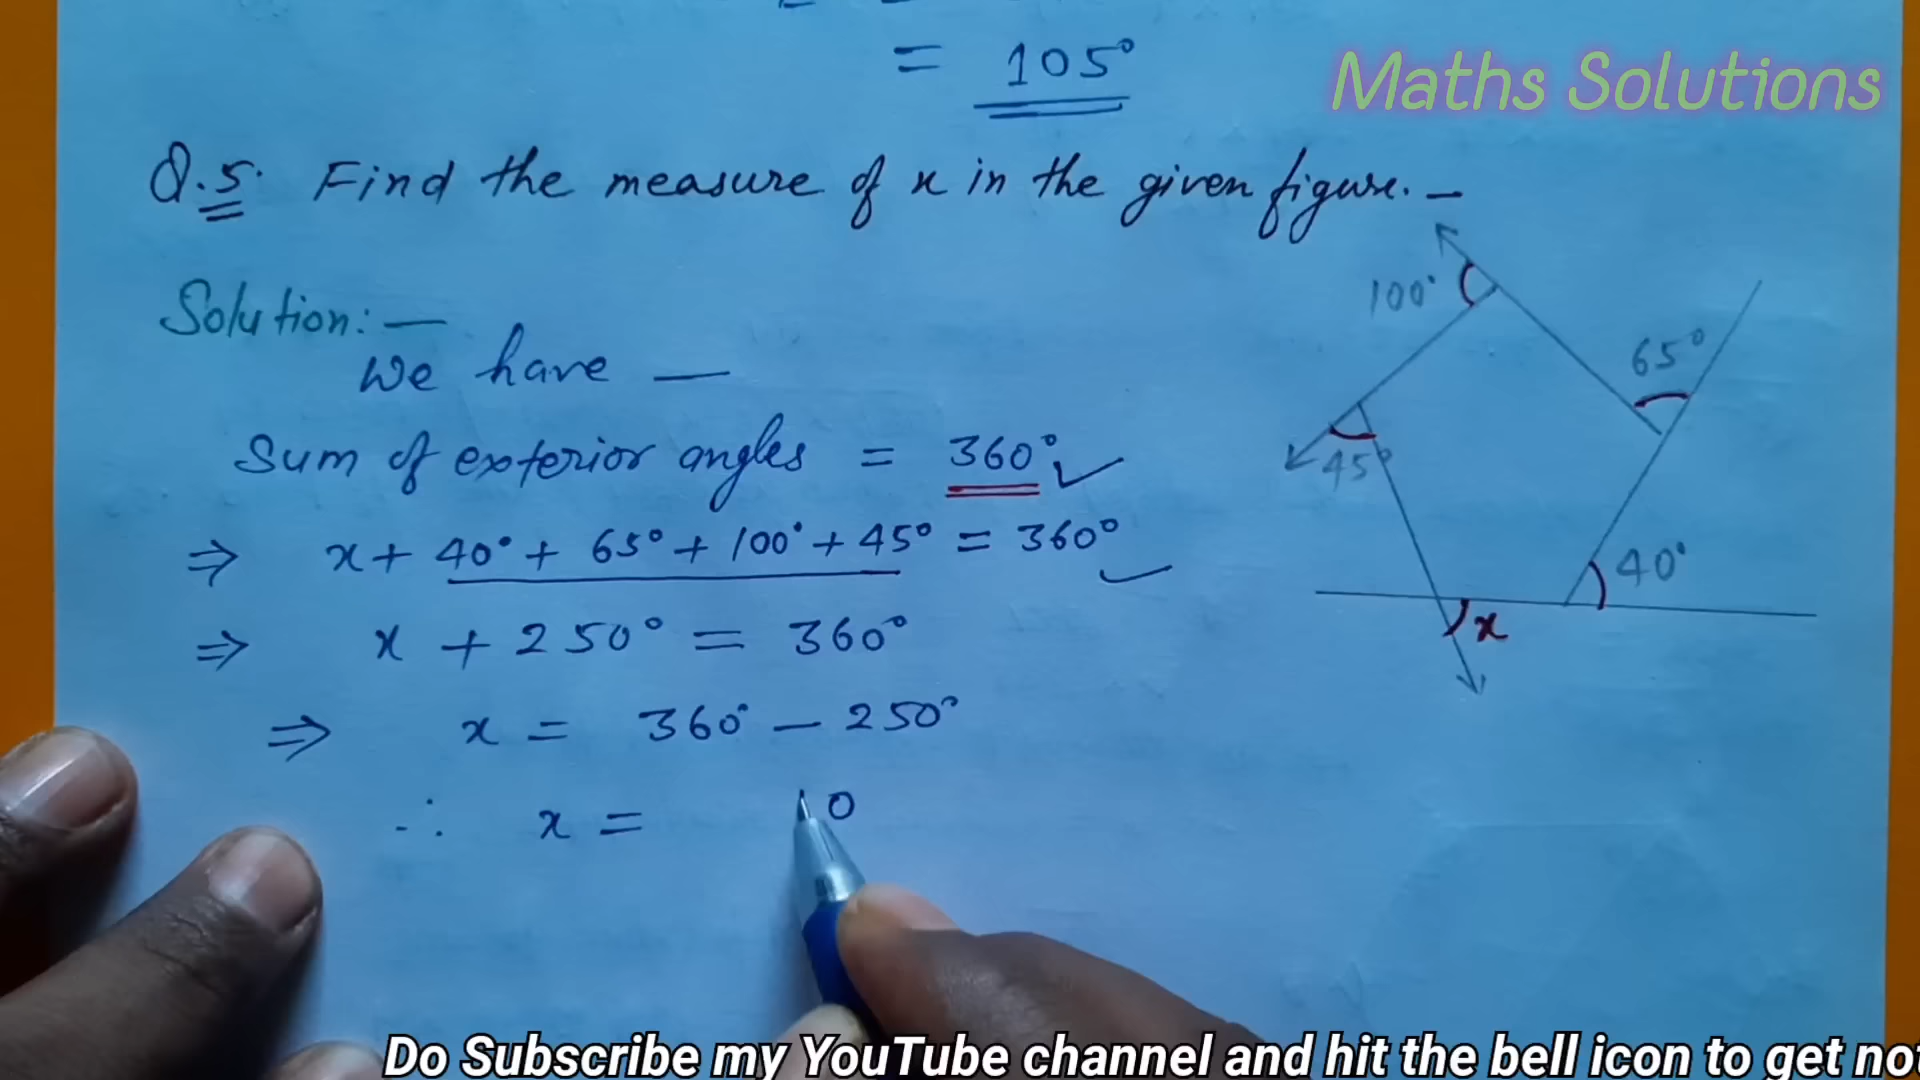 = 105°
Maths Solutions
Q.5. Find the measure of x in the given figure. —
Solution: —
We have —
Sum of exterior angles = 360°
⇒ x + 40° + 65° + 100° + 45° = 360°
⇒ x + 250° = 360°
⇒ x = 360° – 250°
∴ x = 10
100°
65°
45°
40°
x
Do Subscribe my YouTube channel and hit the bell icon to get not